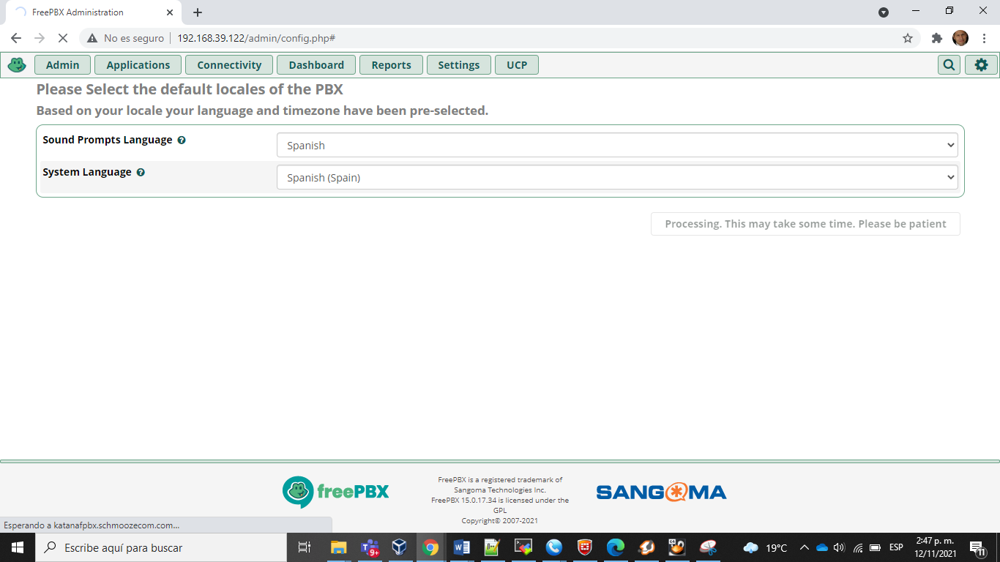 FreePBX Administration
No es seguro
192.168.39.122/admin/config.php#
Admin
Applications
Connectivity
Dashboard
Reports
Settings
UCP
Please Select the default locales of the PBX
Based on your locale your language and timezone have been pre-selected.
Sound Prompts Language
Spanish
System Language
Spanish (Spain)
Processing. This may take some time. Please be patient
freePBX
FreePBX is a registered trademark of
Sangoma Technologies Inc.
FreePBX 15.0.17.34 is licensed under the
GPL
Copyright© 2007-2021
SANGOMA
Esperando a katanafpbx.schmoozecom.com...
Escribe aquí para buscar
9+
19°C
ESP
2:47 p. m.
12/11/2021
11